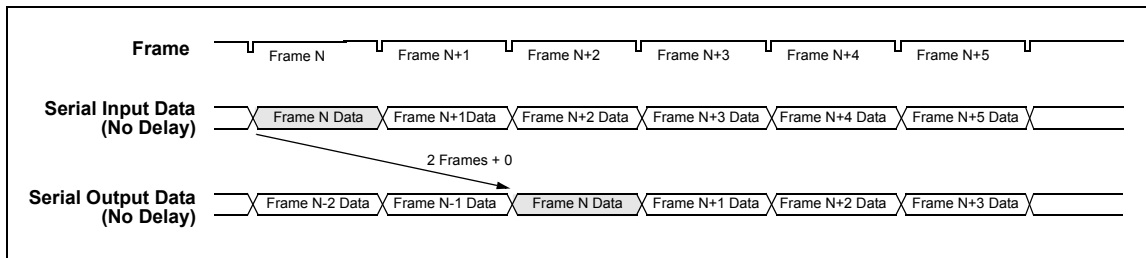 Frame
Frame N
Frame N+1
Frame N+2
Frame N+3
Frame N+4
Frame N+5
Serial Input Data
(No Delay)
Frame N Data
Frame N+1Data
Frame N+2 Data
Frame N+3 Data
Frame N+4 Data
Frame N+5 Data
2 Frames + 0
Serial Output Data
(No Delay)
Frame N-2 Data
Frame N-1 Data
Frame N Data
Frame N+1 Data
Frame N+2 Data
Frame N+3 Data